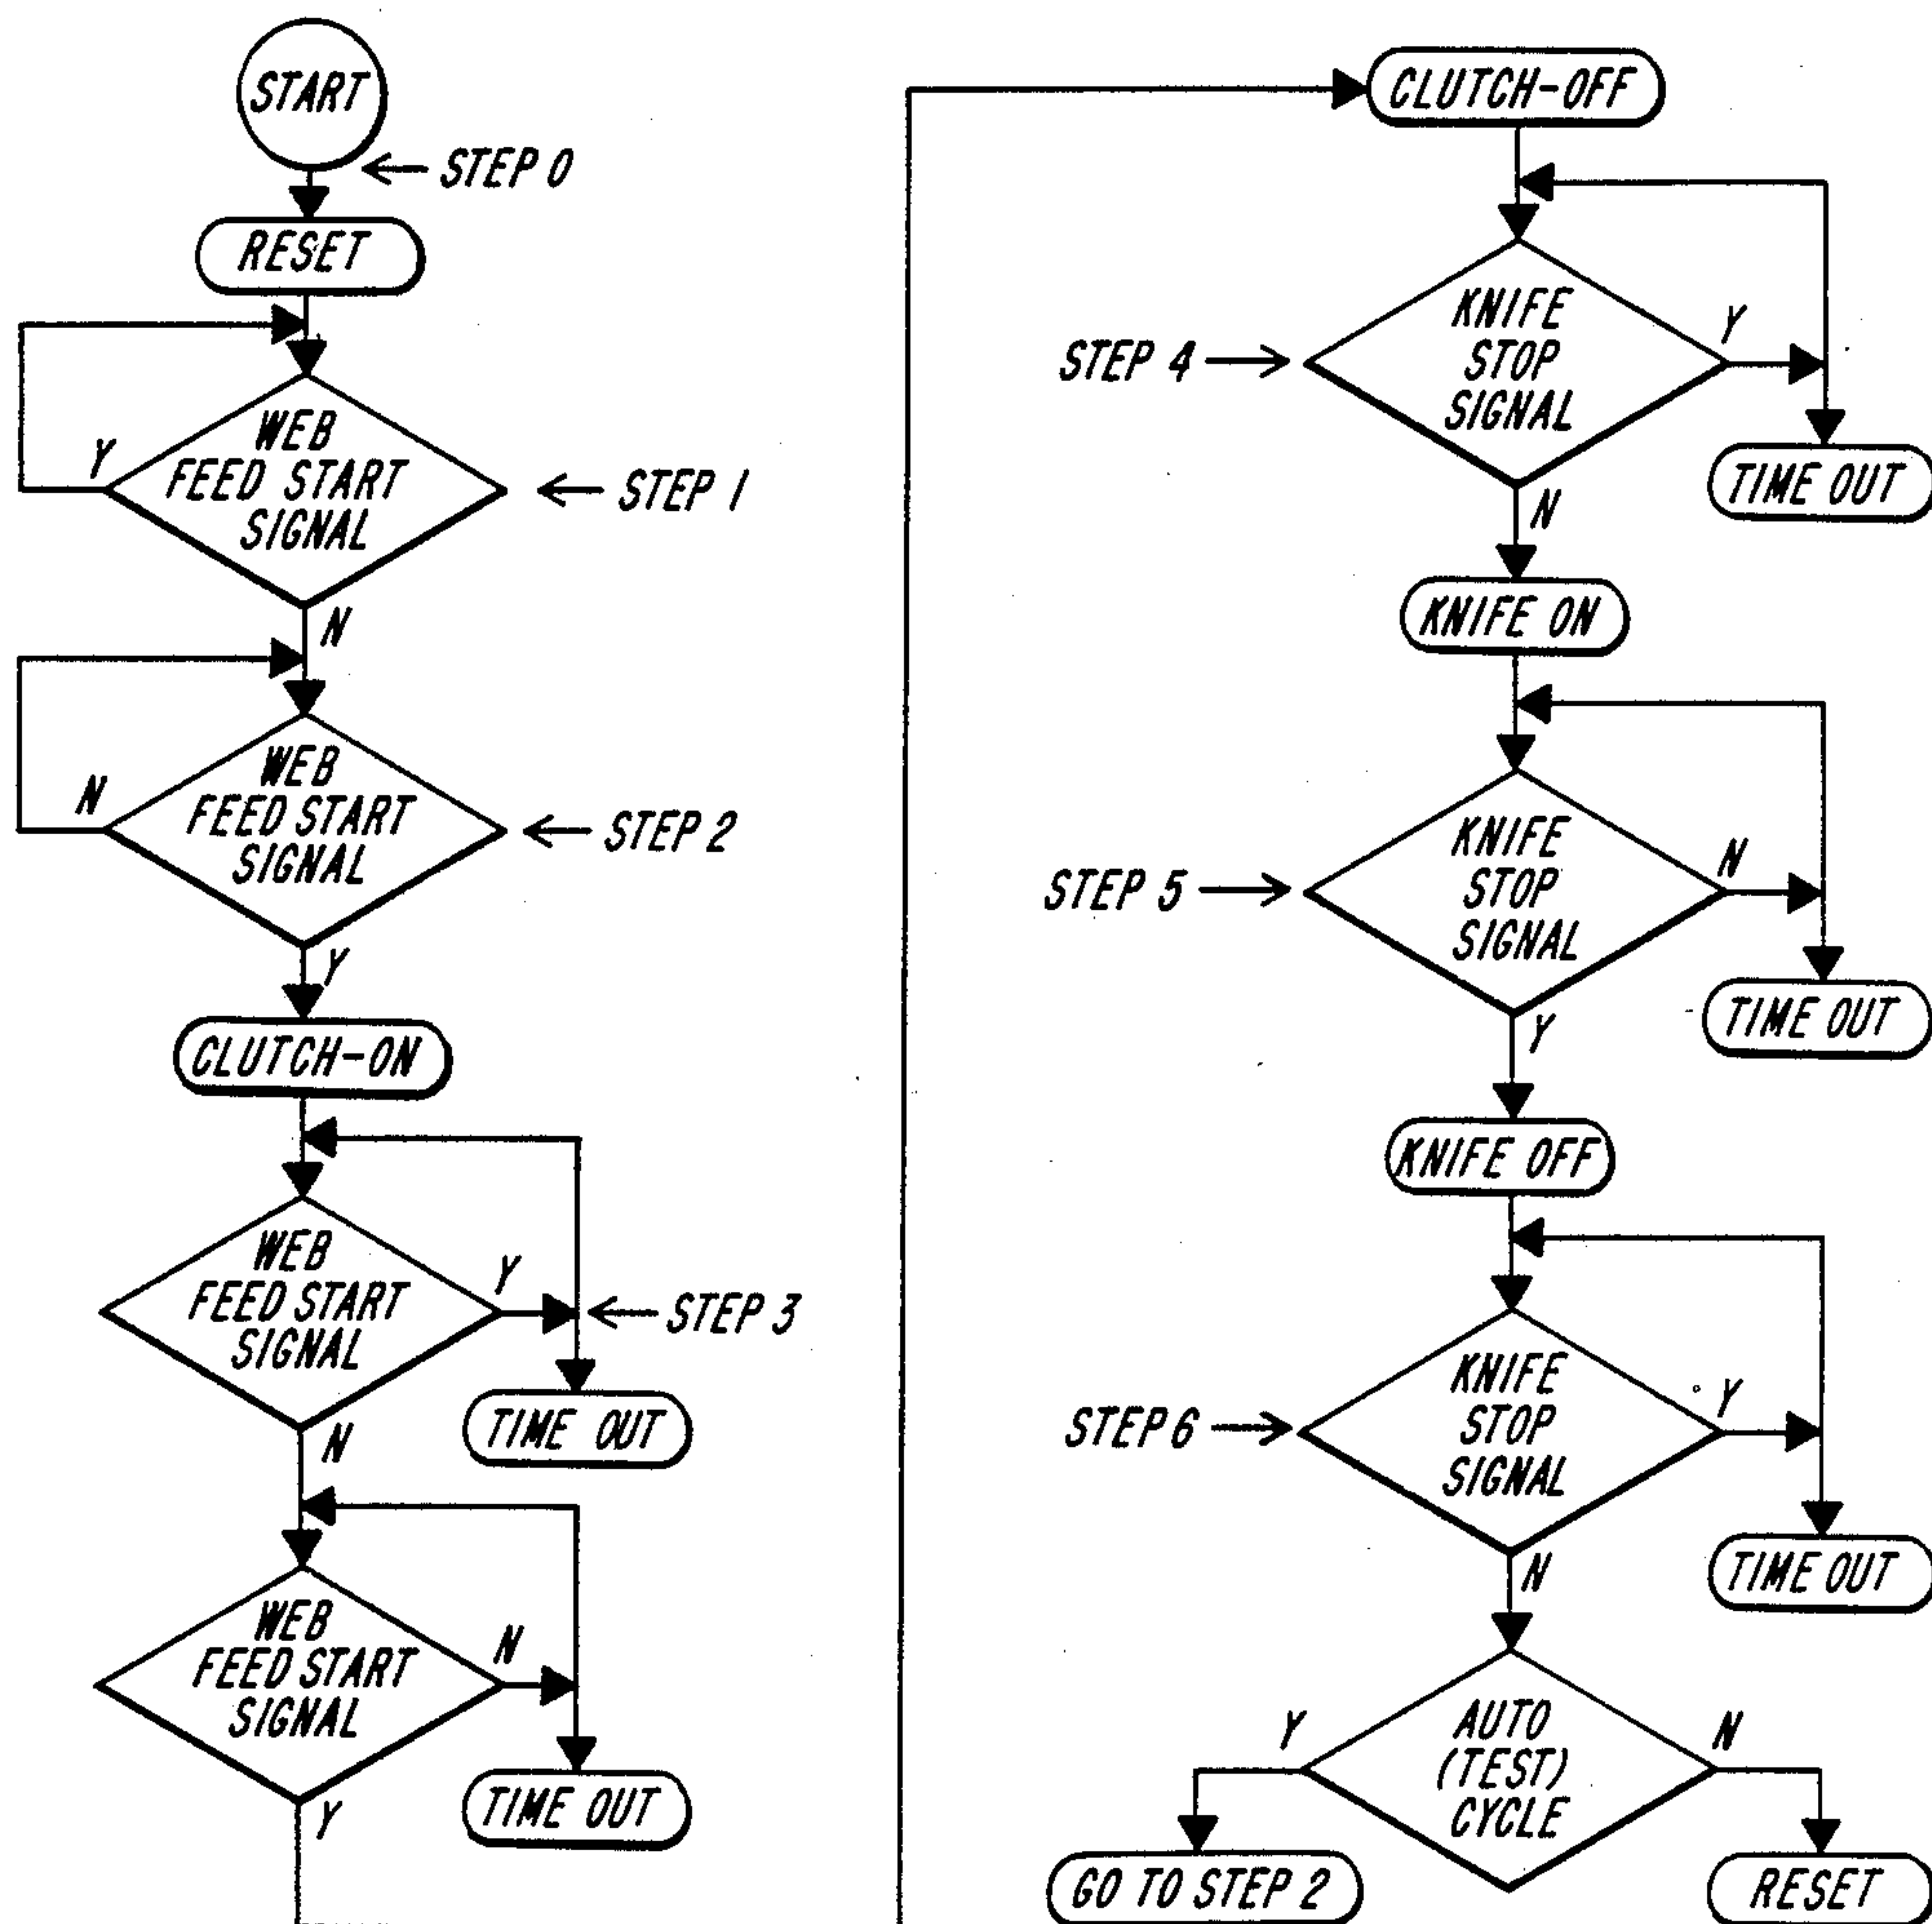 START
STEP 0
RESET
WEB
FEED START
SIGNAL
Y
STEP 1
N
WEB
FEED START
SIGNAL
N
STEP 2
Y
CLUTCH-ON
WEB
FEED START
SIGNAL
Y
STEP 3
TIME OUT
N
WEB
FEED START
SIGNAL
N
TIME OUT
Y
CLUTCH-OFF
KNIFE
STOP
SIGNAL
Y
STEP 4
TIME OUT
N
KNIFE ON
KNIFE
STOP
SIGNAL
N
STEP 5
TIME OUT
Y
KNIFE OFF
KNIFE
STOP
SIGNAL
Y
STEP 6
TIME OUT
N
AUTO
(TEST)
CYCLE
Y
N
GO TO STEP 2
RESET